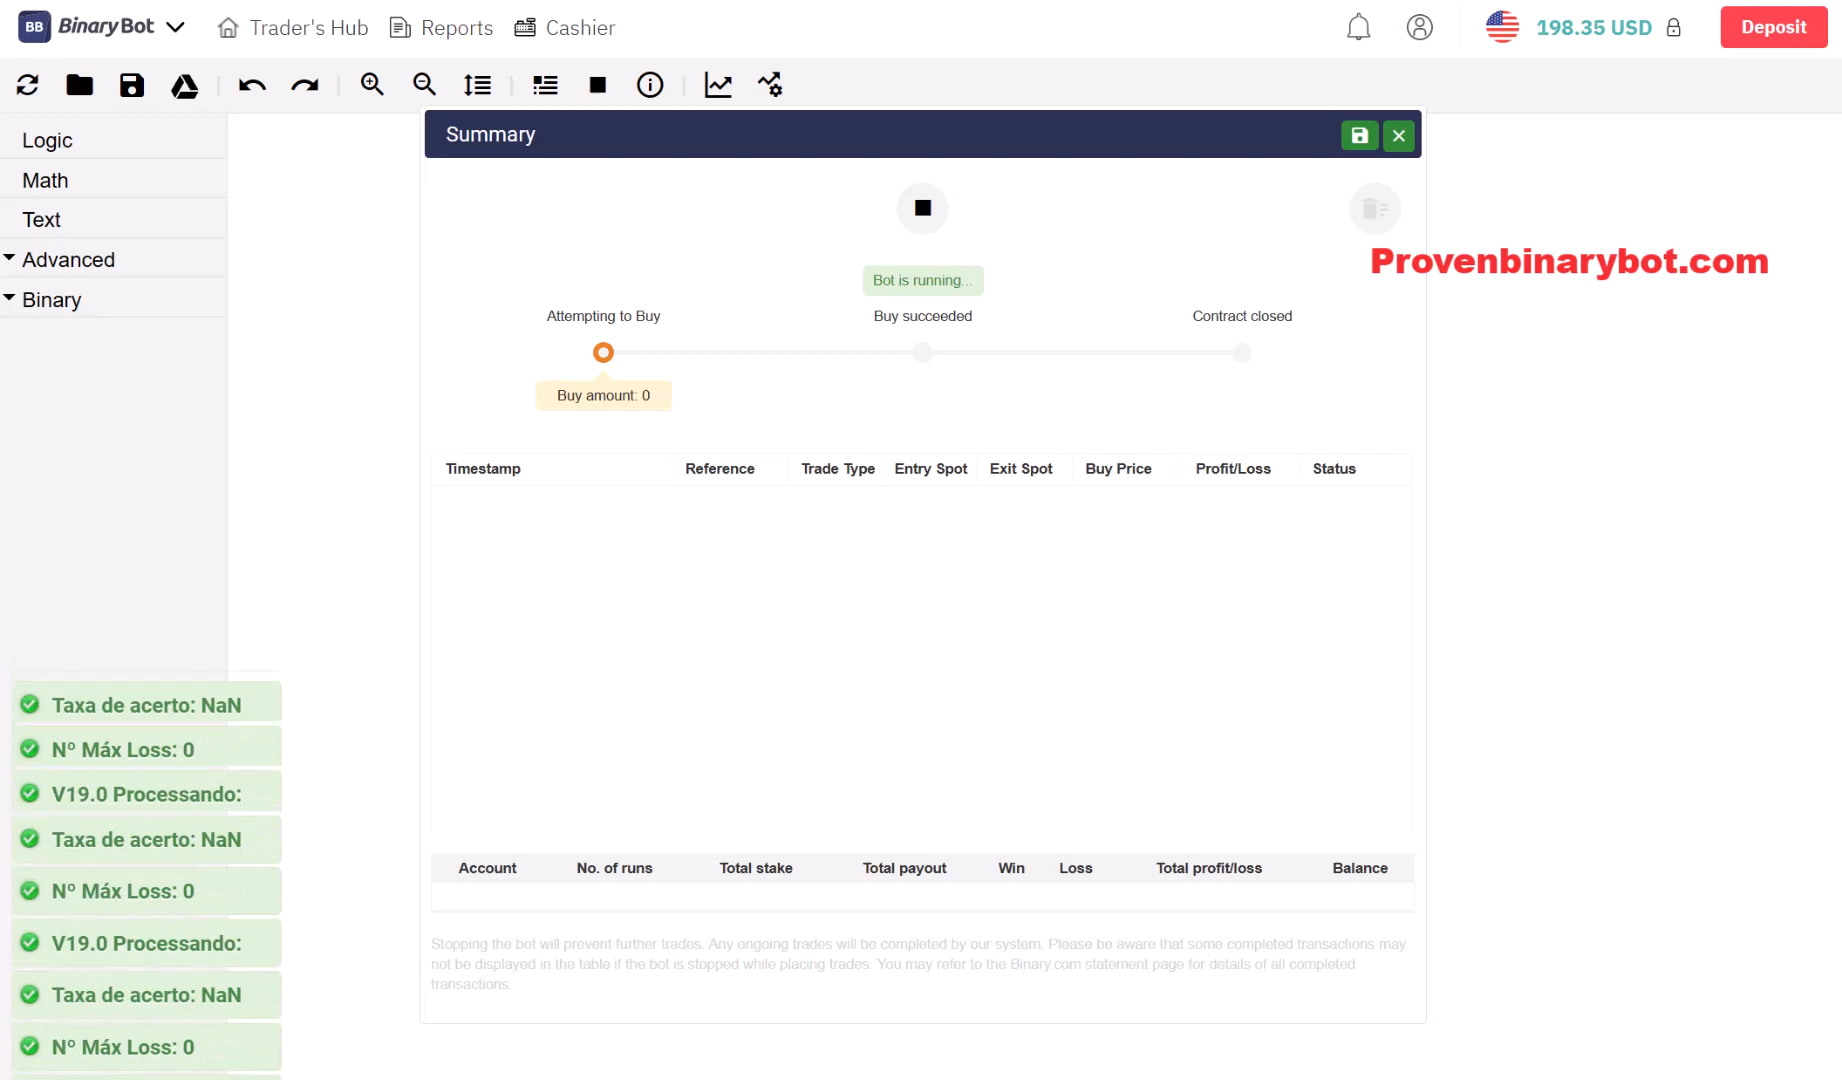 BB BinaryBot Trader's Hub Reports Cashier 198.35 USD Deposit
Logic
Math
Text
Advanced
Binary
Summary
Provenbinarybot.com
Bot is running...
Attempting to Buy Buy succeeded Contract closed
Buy amount: 0
Timestamp Reference Trade Type Entry Spot Exit Spot Buy Price Profit/Loss Status
Taxa de acerto: NaN
Nº Máx Loss: 0
V19.0 Processando:
Taxa de acerto: NaN
Nº Máx Loss: 0
V19.0 Processando:
Taxa de acerto: NaN
Nº Máx Loss: 0
Account No. of runs Total stake Total payout Win Loss Total profit/loss Balance
Stopping the bot will prevent further trades. Any ongoing trades will be completed by our system. Please be aware that some completed transactions may
not be displayed in the table if the bot is stopped while placing trades. You may refer to the Binary.com statement page for details of all completed
transactions.